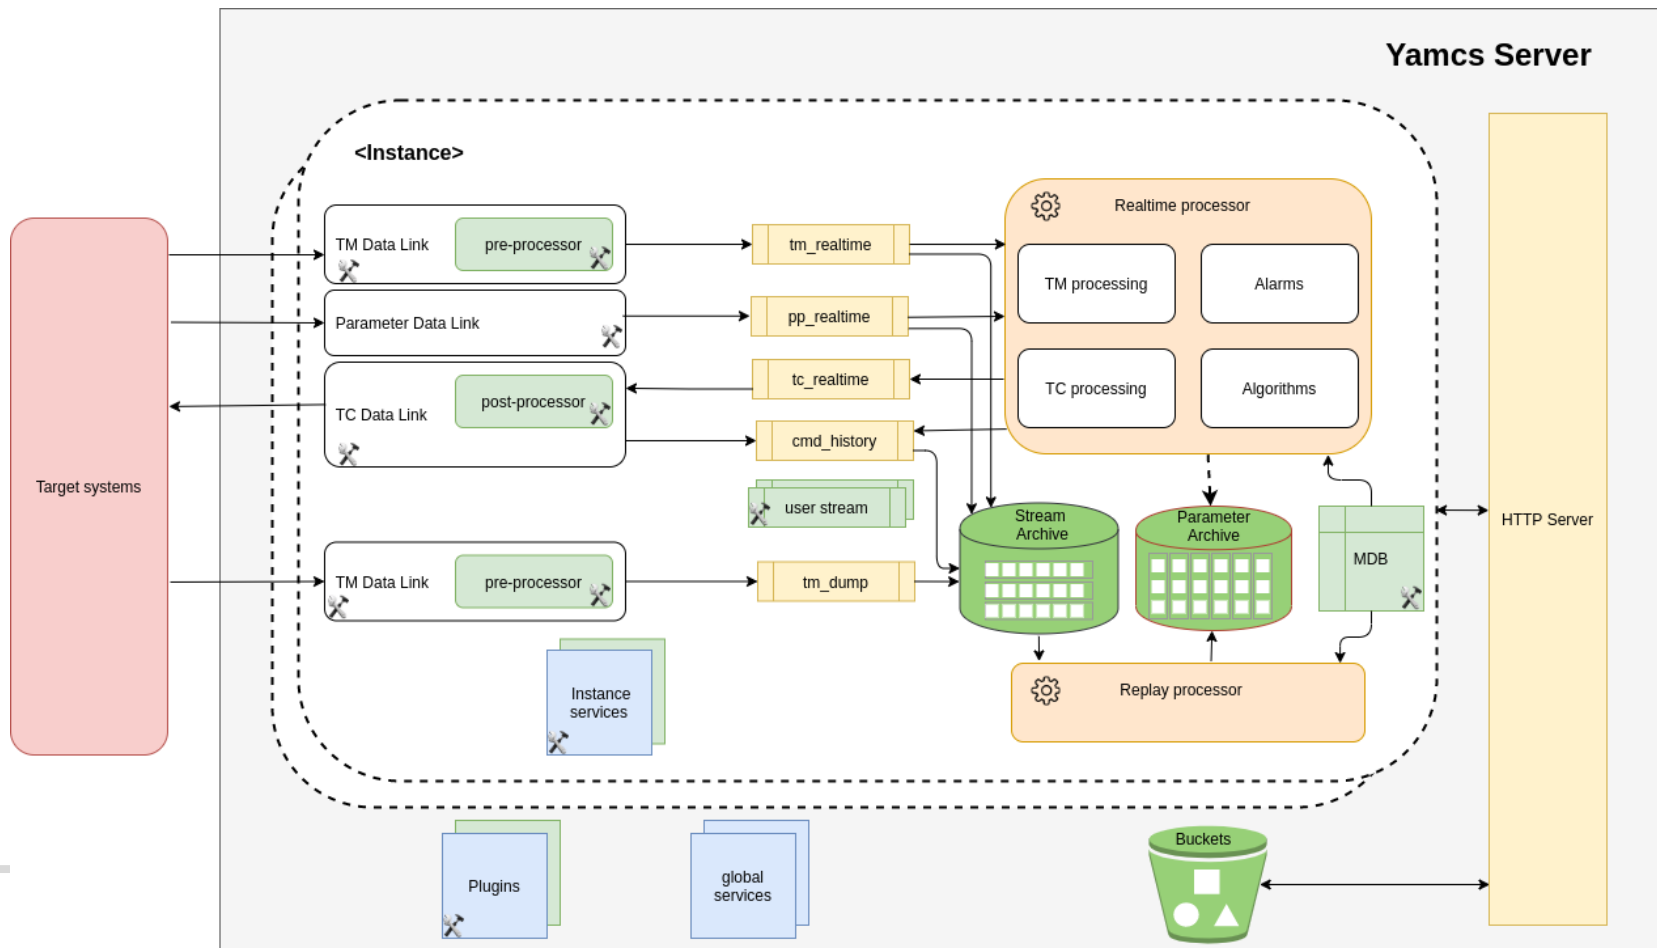 Yamcs Server
<Instance>
Realtime processor
TM Data Link
pre-processor
tm_realtime
TM processing
Alarms
Parameter Data Link
pp_realtime
tc_realtime
TC processing
Algorithms
post-processor
TC Data Link
cmd_history
Target systems
user stream
Stream
Archive
Parameter
Archive
HTTP Server
MDB
TM Data Link
pre-processor
tm_dump
Instance
services
Replay processor
Buckets
Plugins
global
services